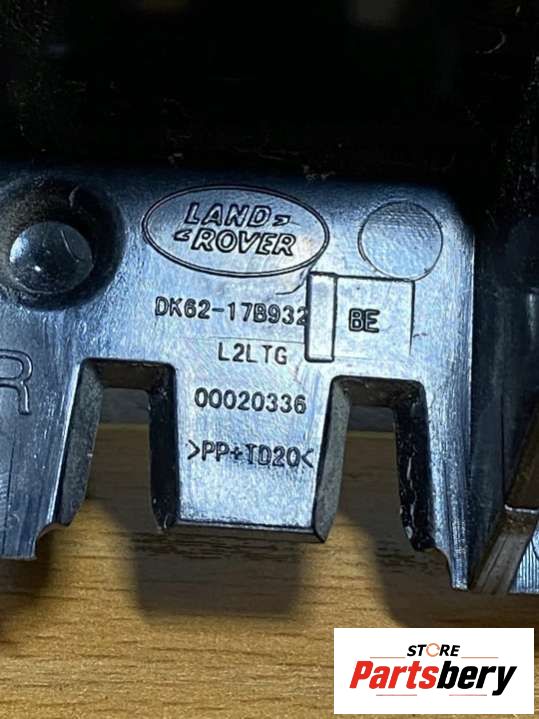 LAND
ROVER
DK62-17B932 BE
L2LTG
00020336
>PP+TD20<
R
STORE
Partsbery